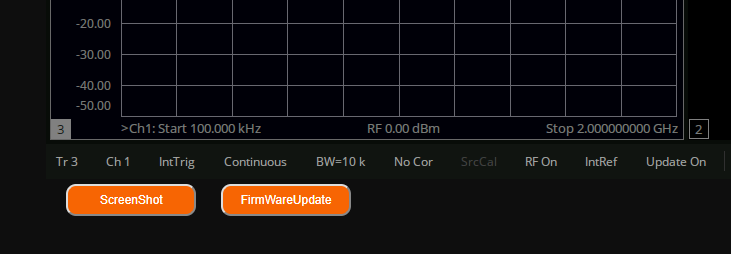 -20.00
-30.00
-40.00
-50.00
3 >Ch1: Start 100.000 kHz RF 0.00 dBm Stop 2.000000000 GHz 2
Tr 3 Ch 1 IntTrig Continuous BW=10 k No Cor SrcCal RF On IntRef Update On
ScreenShot FirmWareUpdate